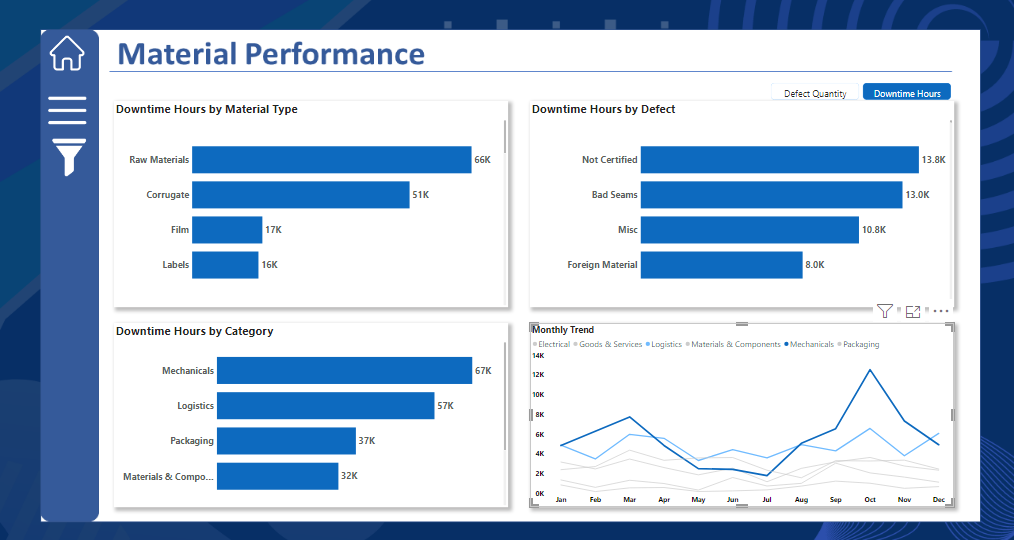 Material Performance
Defect Quantity
Downtime Hours
Downtime Hours by Material Type
Raw Materials 66K
Corrugate 51K
Film 17K
Labels 16K
Downtime Hours by Defect
Not Certified 13.8K
Bad Seams 13.0K
Misc 10.8K
Foreign Material 8.0K
Downtime Hours by Category
Mechanicals 67K
Logistics 57K
Packaging 37K
Materials & Compo... 32K
Monthly Trend
Electrical Goods & Services Logistics Materials & Components Mechanicals Packaging
14K
12K
10K
8K
6K
4K
2K
0K
Jan Feb Mar Apr May Jun Jul Aug Sep Oct Nov Dec